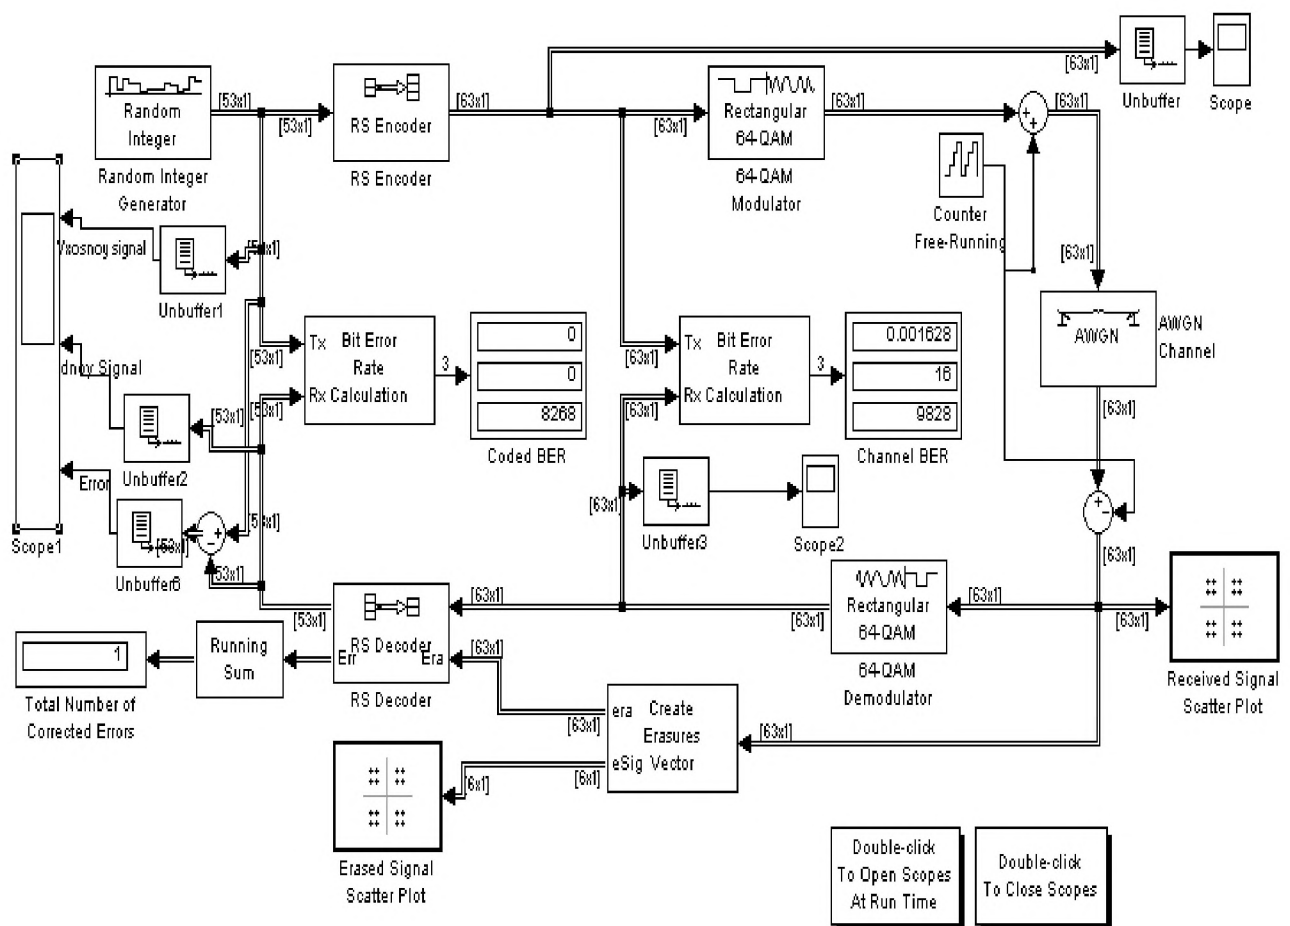 Random
Integer
Random Integer
Generator
[53x1]
[53x1]
RS Encoder
RS Encoder
[63x1]
[63x1]
Rectangular
64-QAM
64-QAM
Modulator
[63x1]
[63x1]
[63x1]
Unbuffer
Scope
Counter
Free-Running
[63x1]
AWGN
AWGN
Channel
[63x1]
Vxosnoy signal
Unbuffer1
dnoy Signal
[53x1]
Unbuffer2
Error
Scope1
[53x1]
Unbuffer6
[53x1]
[53x1]
[53x1]
Tx
Bit Error
Rate
Rx Calculation
3
0
0
8268
Coded BER
[63x1]
[63x1]
Tx
Bit Error
Rate
Rx Calculation
3
0.001628
16
9828
Channel BER
[63x1]
Unbuffer3
Scope2
[63x1]
Rectangular
64-QAM
64-QAM
Demodulator
[63x1]
[63x1]
[63x1]
Received Signal
Scatter Plot
[63x1]
RS Decoder
Err
Era
RS Decoder
[63x1]
[53x1]
Running
Sum
1
Total Number of
Corrected Errors
era
Create
Erasures
eSig Vector
[63x1]
[63x1]
[6x1]
[6x1]
Erased Signal
Scatter Plot
Double-click
To Open Scopes
At Run Time
Double-click
To Close Scopes